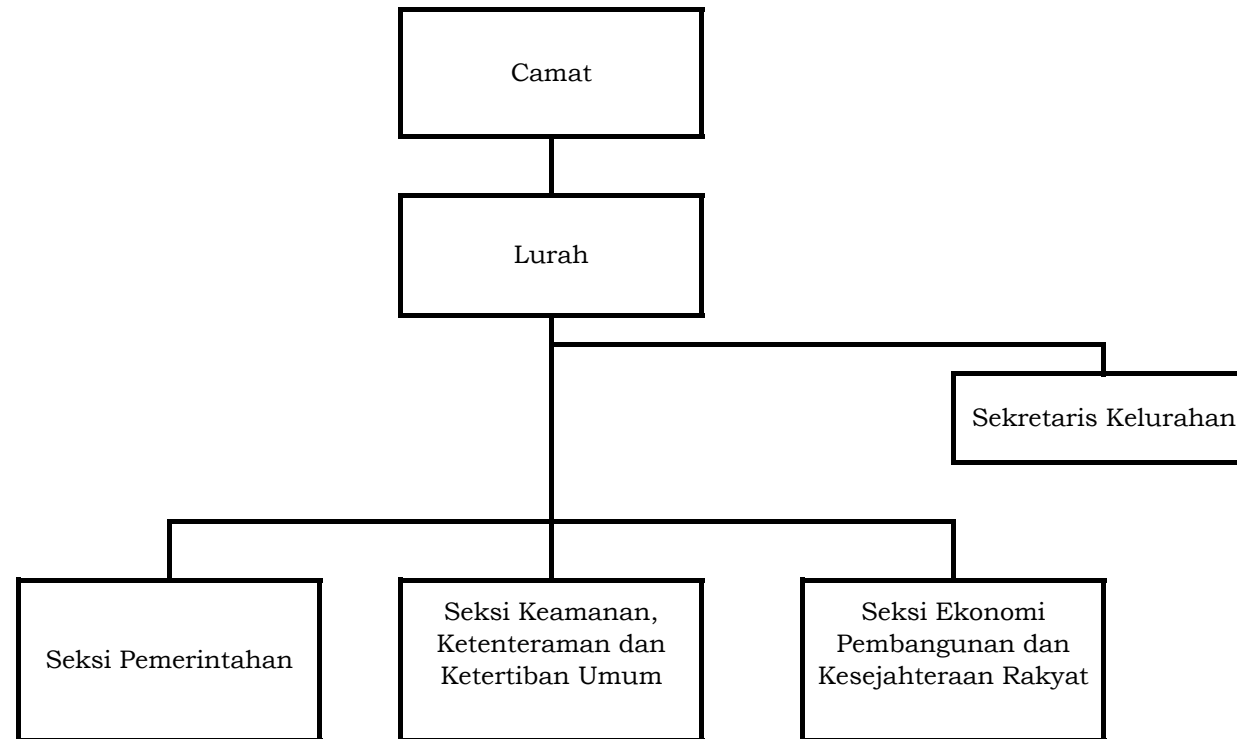 Camat
Lurah
Sekretaris Kelurahan
Seksi Pemerintahan
Seksi Keamanan,
Ketenteraman dan
Ketertiban Umum
Seksi Ekonomi
Pembangunan dan
Kesejahteraan Rakyat